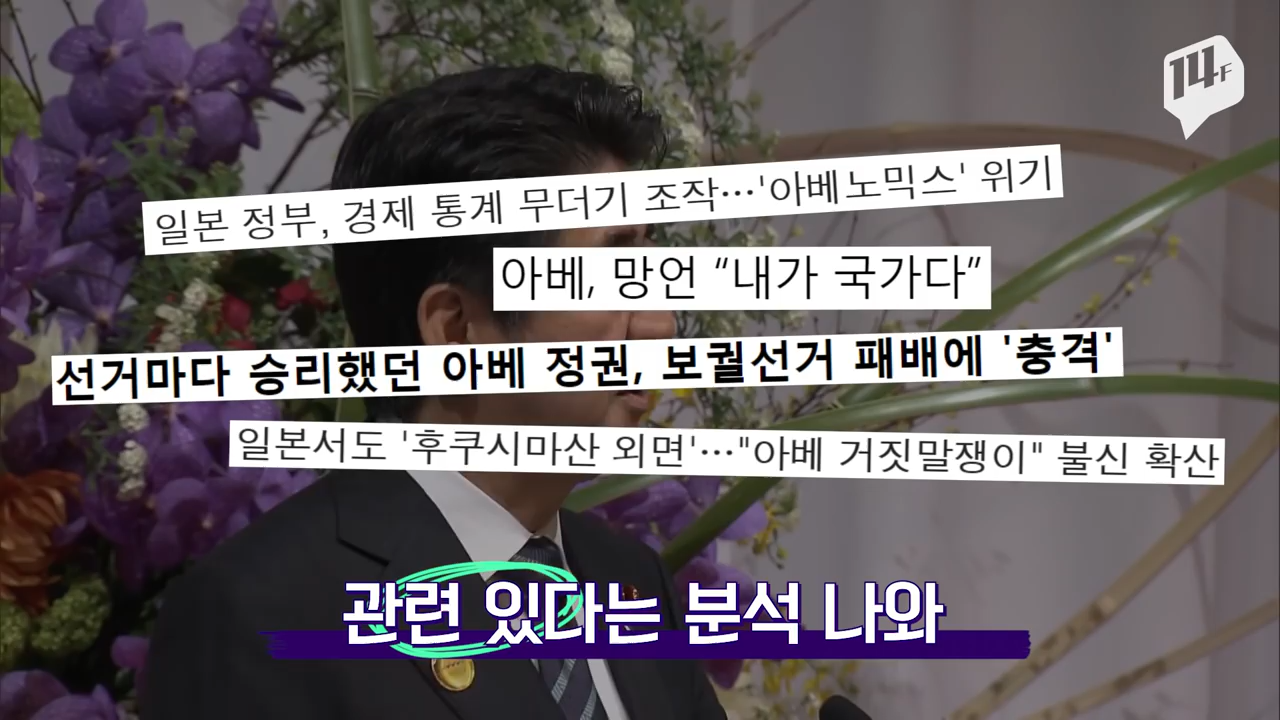 14F
일본 정부, 경제 통계 무더기 조작…'아베노믹스' 위기
아베, 망언 “내가 국가다”
선거마다 승리했던 아베 정권, 보궐선거 패배에 '충격'
일본서도 '후쿠시마산 외면'…"아베 거짓말쟁이" 불신 확산
관련 있다는 분석 나와